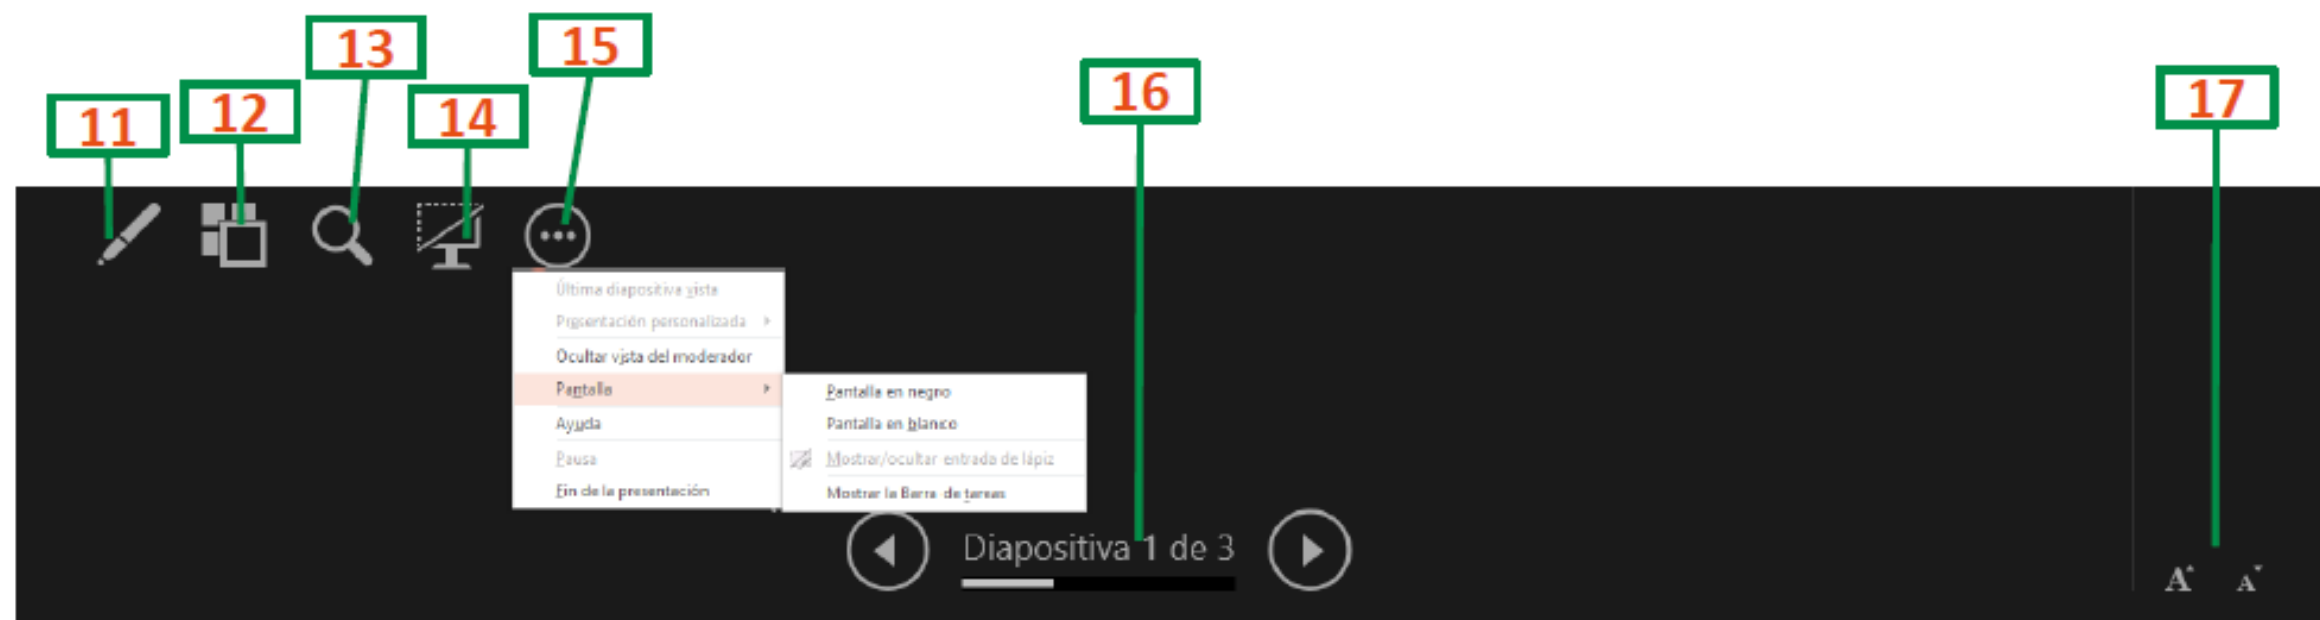 11
12
13
14
15
16
17
Última diapositiva vista
Presentación personalizada
Ocultar vista del moderador
Pantalla
Ayuda
Pausa
Fin de la presentación
Pantalla en negro
Pantalla en blanco
Mostrar/ocultar entrada de lápiz
Mostrar la Barra de tareas
Diapositiva 1 de 3
A A